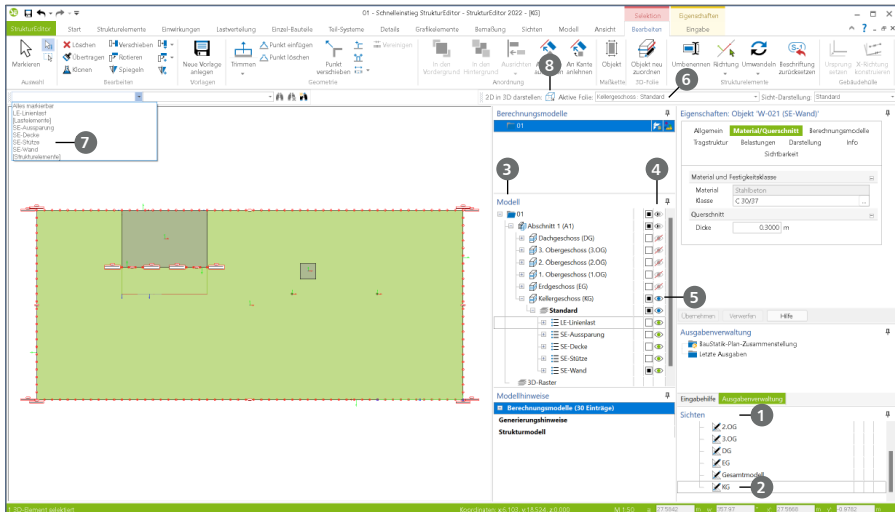 01 - Schnelleinstieg StrukturEditor - StrukturEditor 2022 - [KG]
Selektion
Eigenschaften
StrukturEditor
Start
Strukturelemente
Einwirkungen
Lastverteilung
Einzel-Bauteile
Teil-Systeme
Details
Grafikelemente
Bemaßung
Sichten
Modell
Ansicht
Bearbeiten
Eingabe
Markieren
Löschen
Übertragen
Klonen
Verschieben
Notieren
Spiegeln
Neue Vorlage anlegen
Trimmen
Punkt einfügen
Punkt löschen
Punkt verschieben
Vereinigen
In den Vordergrund
In den Hintergrund
Ausrichten
An Kante anlehnen
Objekt
Objekt neu zuordnen
Umbenennen
Richtung
Umwandeln
Beschriftung zurücksetzen
Ursprung setzen
X-Richtung konstruieren
Auswahl
Bearbeiten
Vorlagen
Geometrie
Anordnung
Maßkette
3D-Folie
Strukturelemente
Gebäudehülle
8
6
2D in 3D darstellen:
Aktive Folie:
Kellergeschoss : Standard
Sicht-Darstellung:
Standard
Alles markierbar
LE-Linienlast
[Lastelemente]
SE-Aussparung
SE-Decke
SE-Stütze
SE-Wand
[Strukturelemente]
7
Berechnungsmodelle
01
3
4
Modell
01
Abschnitt 1 (A1)
Dachgeschoss (DG)
3. Obergeschoss (3.OG)
2. Obergeschoss (2.OG)
1. Obergeschoss (1.OG)
Erdgeschoss (EG)
Kellergeschoss (KG)
5
Standard
LE-Linienlast
SE-Aussparung
SE-Decke
SE-Stütze
SE-Wand
3D-Raster
Modellhinweise
Berechnungsmodelle (30 Einträge)
Generierungshinweise
Strukturmodell
Eigenschaften: Objekt 'W-021 (SE-Wand)'
Allgemein
Material/Querschnitt
Berechnungsmodelle
Tragstruktur
Belastungen
Darstellung
Info
Sichtbarkeit
Material und Festigkeitsklasse
Material
Stahlbeton
Klasse
C 30/37
...
Querschnitt
Dicke
0.3000 m
Übernehmen
Verwerfen
Hilfe
Ausgabenverwaltung
BauStatik-Plan-Zusammenstellung
Letzte Ausgaben
Eingabehilfe
Ausgabenverwaltung
Sichten
1
2.OG
3.OG
DG
EG
Gesamtmodell
KG
2
1 3D-Element selektiert
M 1:50